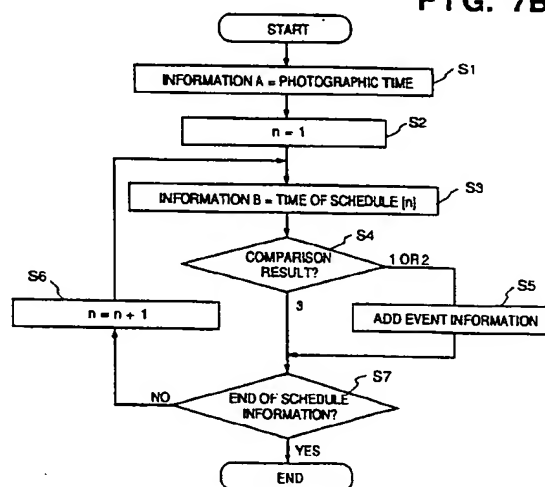 FIG. 7B
START
INFORMATION A = PHOTOGRAPHIC TIME
S1
n = 1
S2
INFORMATION B = TIME OF SCHEDULE [n]
S3
COMPARISON
RESULT?
S4
1 OR 2
3
S5
ADD EVENT INFORMATION
S6
n = n + 1
END OF SCHEDULE
INFORMATION?
S7
NO
YES
END